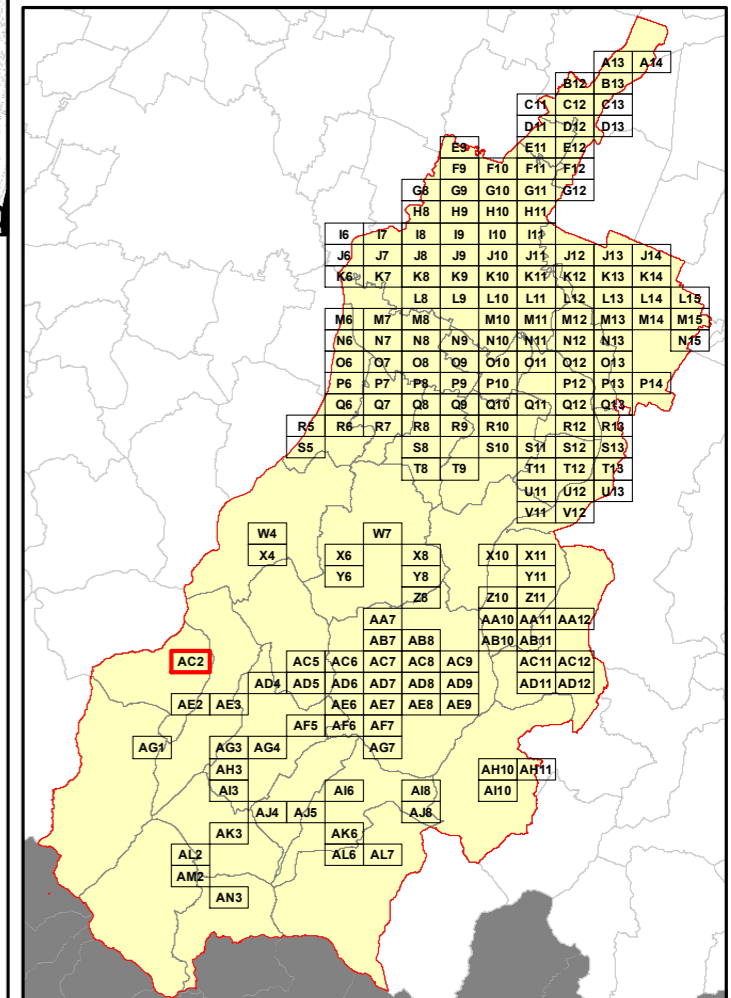 A13 A14
B12 B13
C11 C12 C13
D11 D12 D13
E9 E11 E12
F9 F10 F11 F12
G8 G9 G10 G11 G12
H8 H9 H10 H11
I6 I7 I8 I9 I10 I11
J6 J7 J8 J9 J10 J11 J12 J13 J14
K6 K7 K8 K9 K10 K11 K12 K13 K14
L8 L9 L10 L11 L12 L13 L14 L15
M6 M7 M8 M10 M11 M12 M13 M14 M15
N6 N7 N8 N9 N10 N11 N12 N13 N15
O6 O7 O8 O9 O10 O11 O12 O13
P6 P7 P8 P9 P10 P12 P13 P14
Q6 Q7 Q8 Q9 Q10 Q11 Q12 Q13
R5 R6 R7 R8 R9 R10 R12 R13
S5 S8 S10 S11 S12 S13
T8 T9 T11 T12 T13
U11 U12 U13
V11 V12
W4 W7
X4 X6 X8 X10 X11
Y6 Y8 Y11
Z8 Z10 Z11
AA7 AA10 AA11 AA12
AB7 AB8 AB10 AB11
AC2 AC5 AC6 AC7 AC8 AC9 AC11 AC12
AD4 AD5 AD6 AD7 AD8 AD9 AD11 AD12
AE2 AE3 AE6 AE7 AE8 AE9
AF5 AF6 AF7
AG1 AG3 AG4 AG7
AH3 AH10 AH11
AI3 AI6 AI8 AI10
AJ4 AJ5 AJ8
AK3 AK6
AL2 AL6 AL7
AM2
AN3